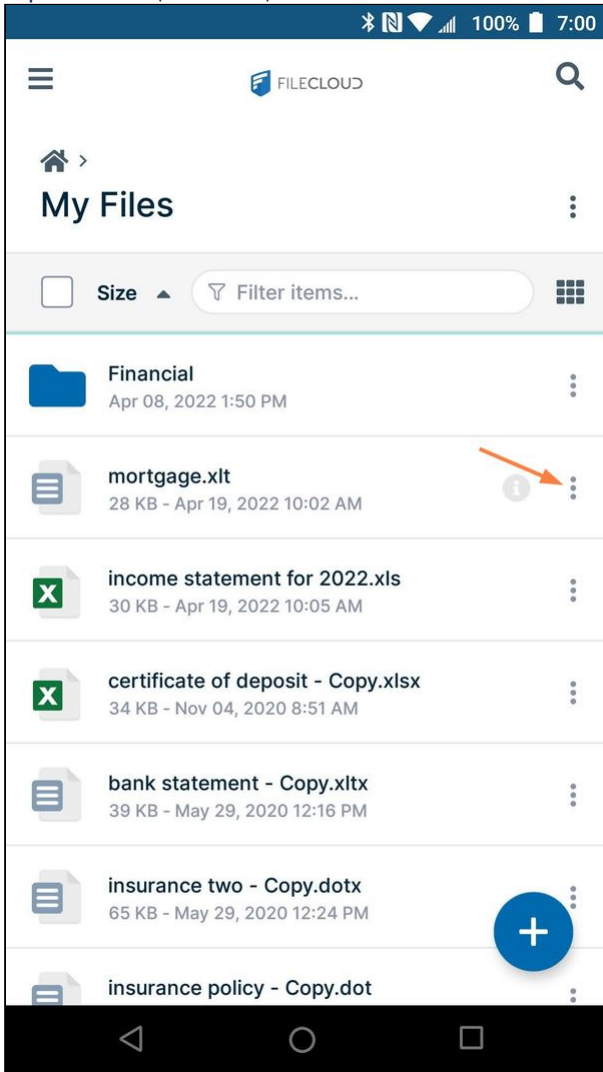 100% 7:00
FILECLOUD
My Files
Size Filter items...
Financial
Apr 08, 2022 1:50 PM
mortgage.xlt
28 KB - Apr 19, 2022 10:02 AM
income statement for 2022.xls
30 KB - Apr 19, 2022 10:05 AM
certificate of deposit - Copy.xlsx
34 KB - Nov 04, 2020 8:51 AM
bank statement - Copy.xltx
39 KB - May 29, 2020 12:16 PM
insurance two - Copy.dotx
65 KB - May 29, 2020 12:24 PM
insurance policy - Copy.dot